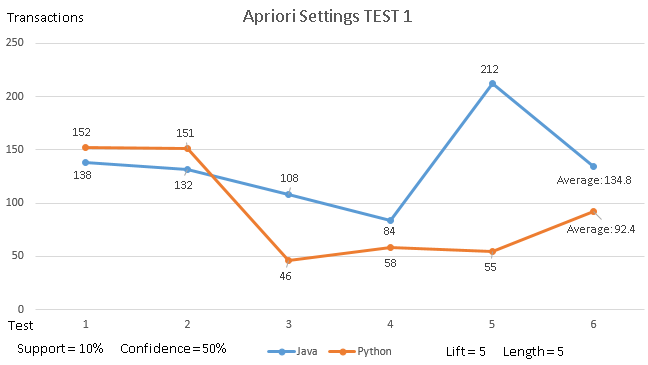 Transactions
Apriori Settings TEST 1
250
200
150
100
50
0
152
151
138
132
108
46
84
58
212
55
Average:134.8
Average:92.4
Test
1 2 3 4 5 6
Support= 10% Confidence=50% Java Python Lift= 5 Length= 5